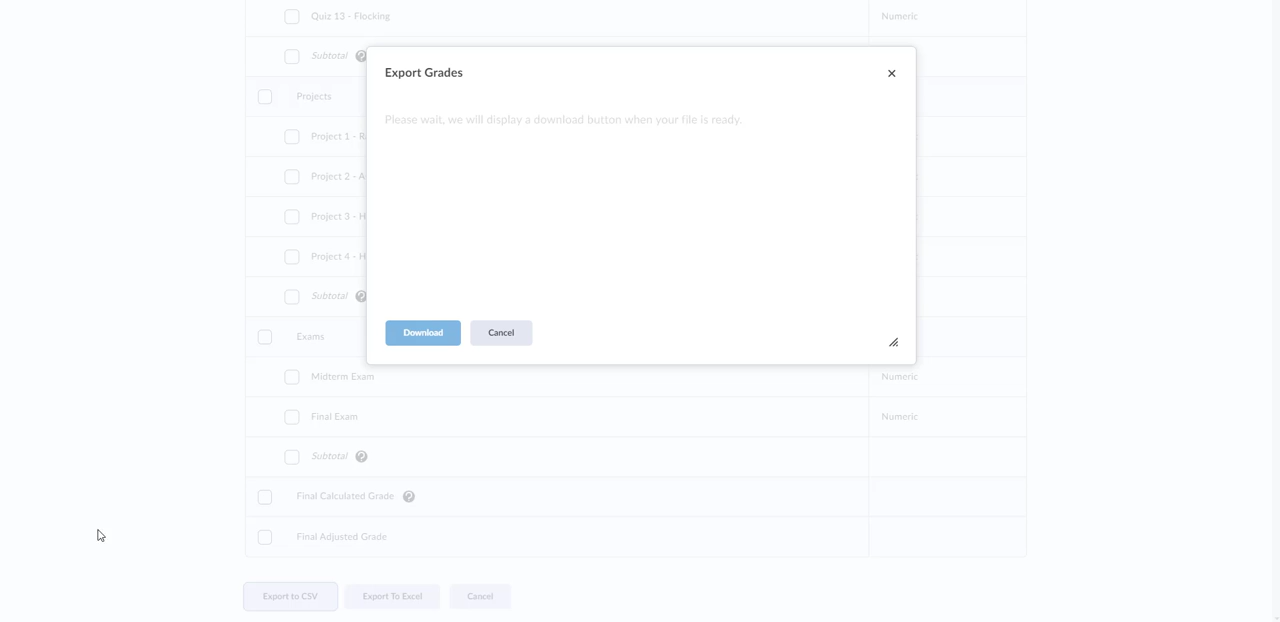 Quiz 13 - Flocking
Numeric
Subtotal
Export Grades
Projects
Please wait, we will display a download button when your file is ready.
Project 1 -
Project 2 -
Project 3 -
Project 4 -
Subtotal
Download
Cancel
Exams
Midterm Exam
Numeric
Final Exam
Numeric
Subtotal
Final Calculated Grade
Final Adjusted Grade
Export to CSV
Export To Excel
Cancel